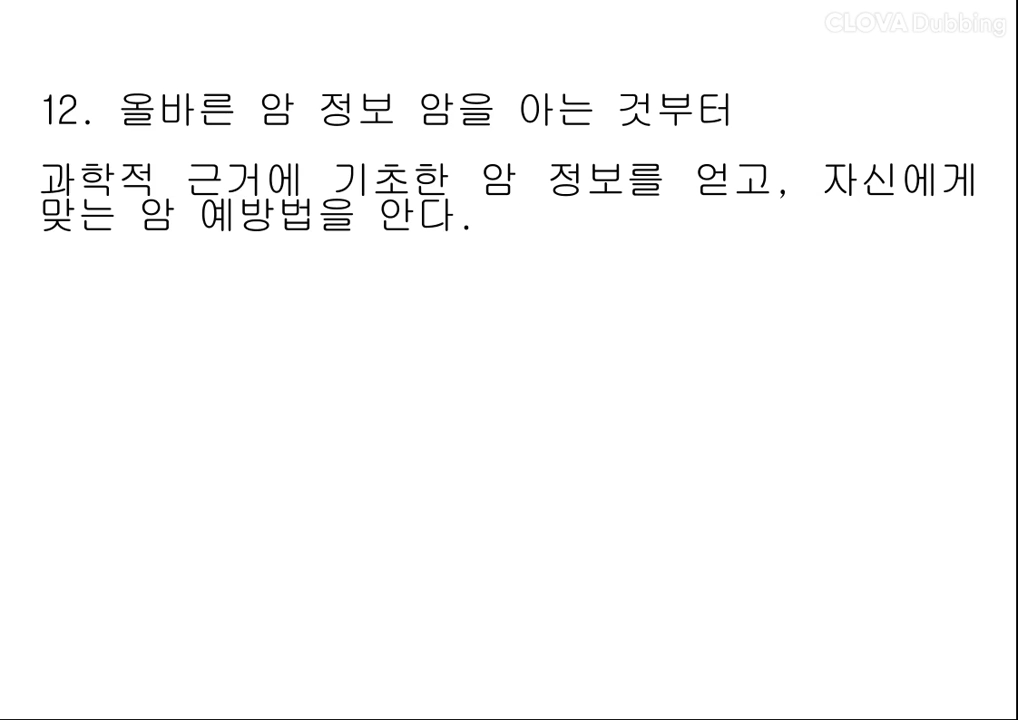 CLOVA Dubbing
12. 올바른 암 정보 암을 아는 것부터
과학적 근거에 기초한 암 정보를 얻고, 자신에게
맞는 암 예방법을 안다.